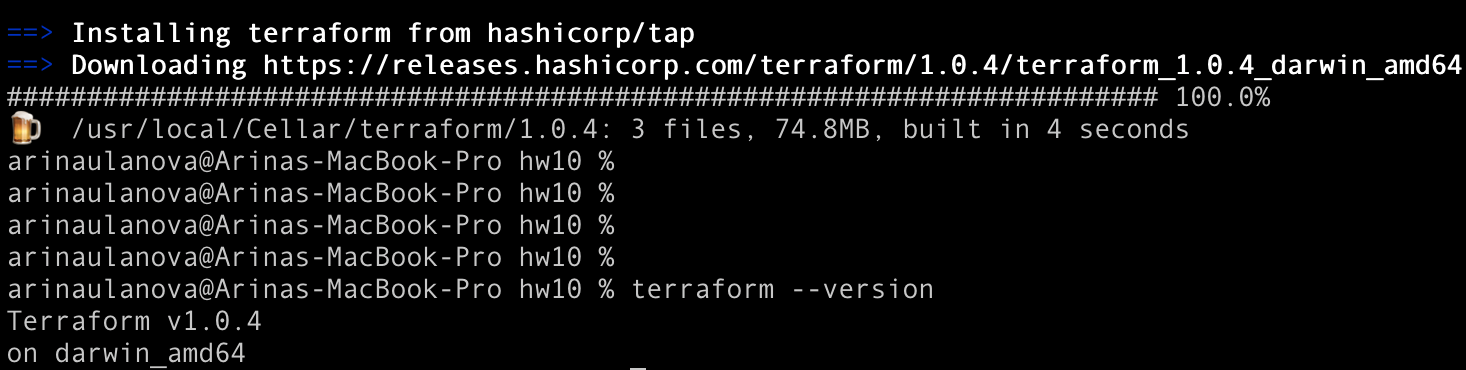 ==> Installing terraform from hashicorp/tap
==> Downloading https://releases.hashicorp.com/terraform/1.0.4/terraform_1.0.4_darwin_amd64
######################################################################## 100.0%
🍺  /usr/local/Cellar/terraform/1.0.4: 3 files, 74.8MB, built in 4 seconds
arinaulanova@Arinas-MacBook-Pro hw10 %
arinaulanova@Arinas-MacBook-Pro hw10 %
arinaulanova@Arinas-MacBook-Pro hw10 %
arinaulanova@Arinas-MacBook-Pro hw10 %
arinaulanova@Arinas-MacBook-Pro hw10 % terraform --version
Terraform v1.0.4
on darwin_amd64